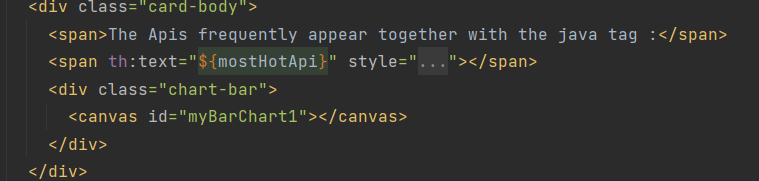 <div class="card-body">
<span>The Apis frequently appear together with the java tag :</span>
<span th:text="${mostHotApi}" style="..."></span>
<div class="chart-bar">
<canvas id="myBarChart1"></canvas>
</div>
</div>